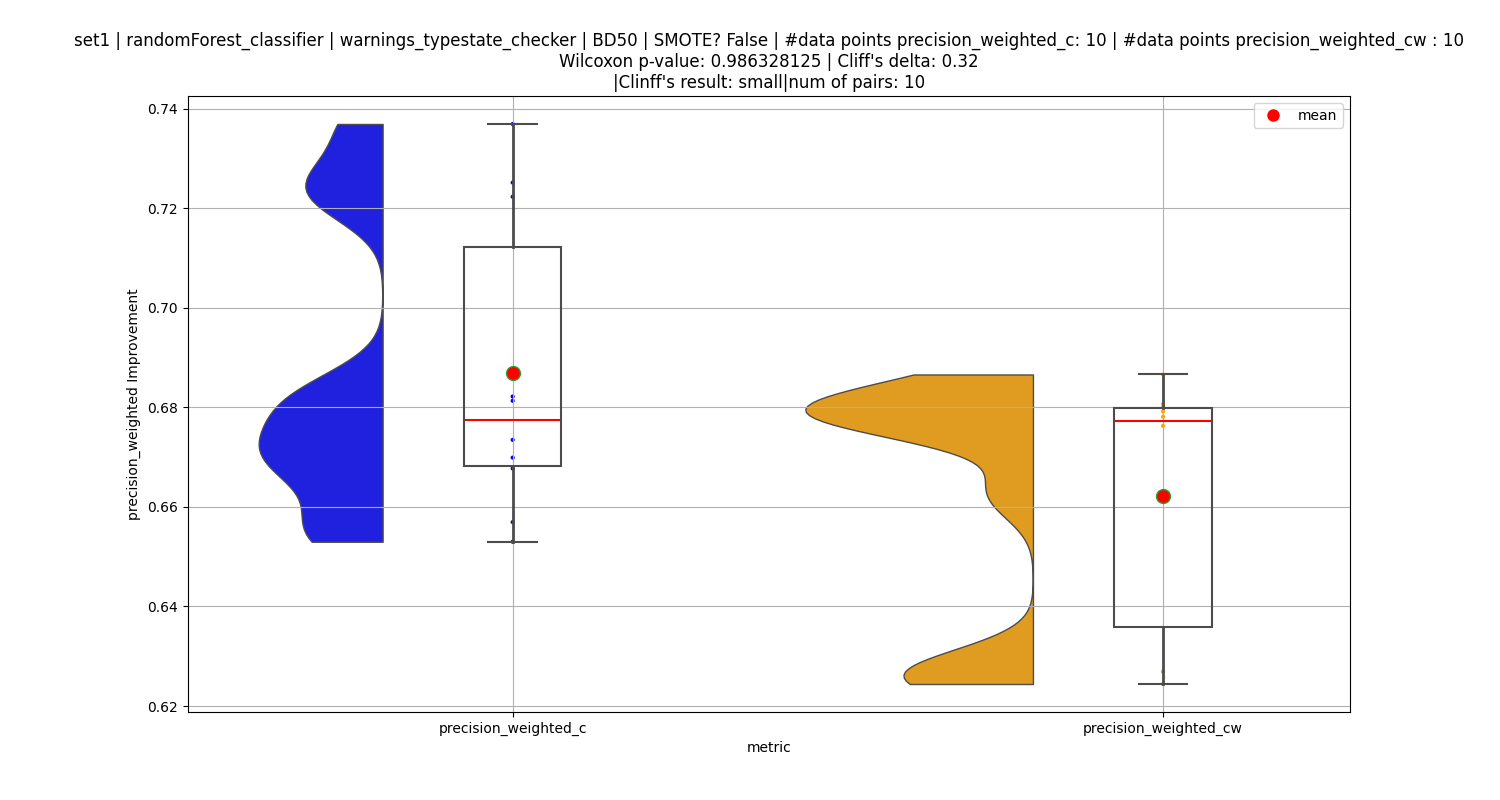 set1 | randomForest_classifier | warnings_typestate_checker | BD50 | SMOTE? False | #data points precision_weighted_c: 10 | #data points precision_weighted_cw : 10
Wilcoxon p-value: 0.986328125 | Cliff's delta: 0.32
|Clinff's result: small|num of pairs: 10
mean
0.74
0.72
0.70
0.68
0.66
0.64
0.62
precision_weighted Improvement
precision_weighted_c
precision_weighted_cw
metric